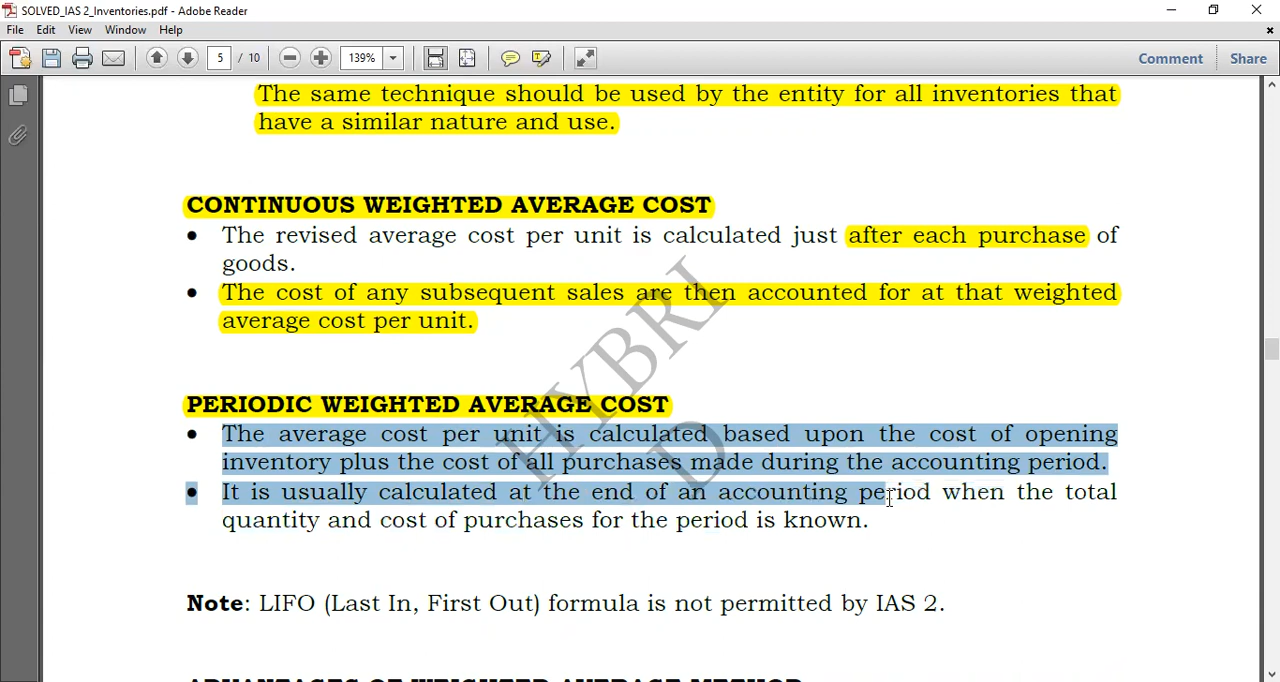 SOLVED_IAS 2_Inventories.pdf - Adobe Reader
File Edit View Window Help
5 / 10 139% Comment Share
The same technique should be used by the entity for all inventories that
have a similar nature and use.
CONTINUOUS WEIGHTED AVERAGE COST
• The revised average cost per unit is calculated just after each purchase of
goods.
• The cost of any subsequent sales are then accounted for at that weighted
average cost per unit.
PERIODIC WEIGHTED AVERAGE COST
• The average cost per unit is calculated based upon the cost of opening
inventory plus the cost of all purchases made during the accounting period.
• It is usually calculated at the end of an accounting period when the total
quantity and cost of purchases for the period is known.
Note: LIFO (Last In, First Out) formula is not permitted by IAS 2.
ADVANTAGES OF WEIGHTED AVERAGE METHOD
HYBRI
D